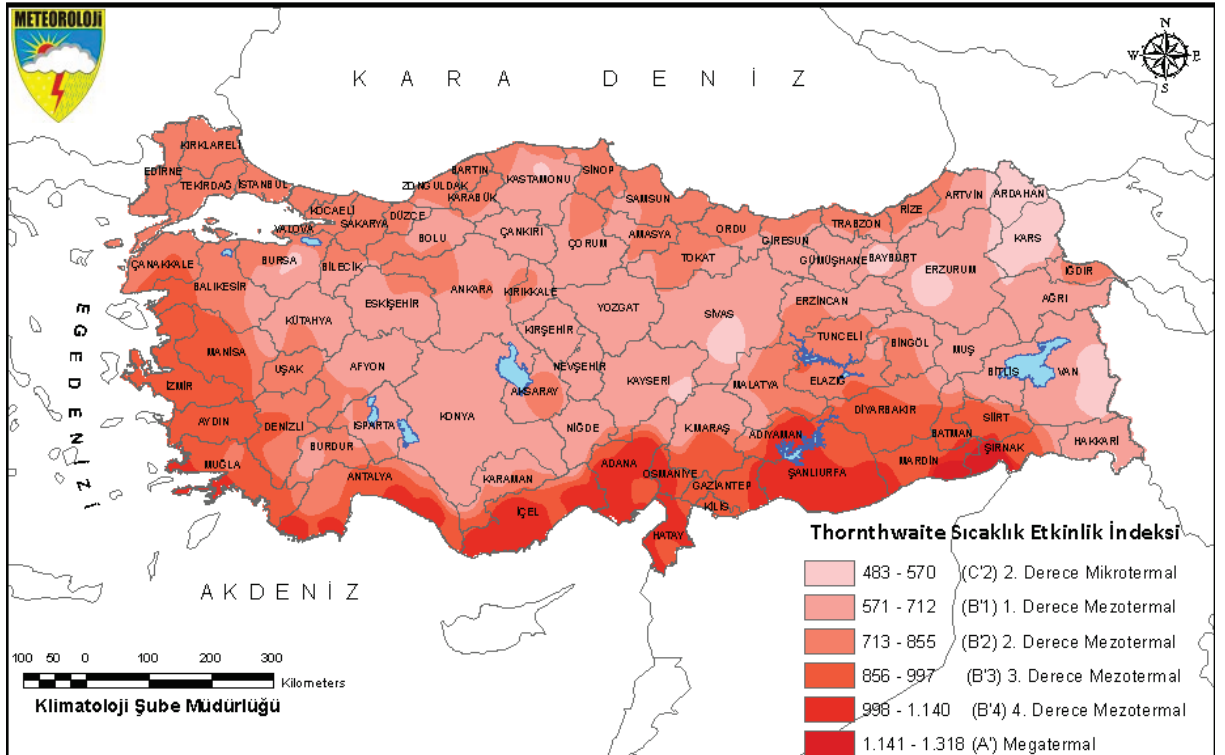 METEOROLOJİ
N
W
E
S
KARA DENİZ
KIRKLARELİ
EDİRNE
TEKİRDAĞ
İSTANBUL
KOCAELİ
YALOVA
SAKARYA
DÜZCE
ZONGULDAK
BARTIN
KARABÜK
KASTAMONU
SİNOP
SAMSUN
BOLU
ÇANKIRI
ÇORUM
AMASYA
ORDU
TOKAT
GİRESUN
TRABZON
RİZE
ARTVİN
ARDAHAN
KARS
GÜMÜŞHANE
BAYBURT
ERZURUM
IĞDIR
AĞRI
ÇANAKKALE
BALIKESİR
BURSA
BİLECİK
ESKİŞEHİR
ANKARA
KIRIKKALE
KIRŞEHİR
YOZGAT
SİVAS
ERZİNCAN
TUNCELİ
BİNGÖL
MUŞ
BİTLİS
VAN
KÜTAHYA
MANİSA
UŞAK
AFYON
İZMİR
AYDIN
DENİZLİ
ISPARTA
BURDUR
KONYA
AKSARAY
NEVŞEHİR
KAYSERİ
NİĞDE
MALATYA
ELAZIĞ
DİYARBAKIR
K.MARAŞ
ADIYAMAN
BATMAN
SİİRT
ŞIRNAK
HAKKARİ
MARDİN
ŞANLIURFA
GAZİANTEP
KİLİS
OSMANİYE
ADANA
HATAY
İÇEL
KARAMAN
ANTALYA
MUĞLA
EGE DENİZİ
AKDENİZ
100 50 0 100 200 300
Kilometers
Klimatoloji Şube Müdürlüğü
Thornthwaite Sıcaklık Etkinlik İndeksi
483 - 570 (C'2) 2. Derece Mikrotermal
571 - 712 (B'1) 1. Derece Mezotermal
713 - 855 (B'2) 2. Derece Mezotermal
856 - 997 (B'3) 3. Derece Mezotermal
998 - 1.140 (B'4) 4. Derece Mezotermal
1.141 - 1.318 (A') Megatermal